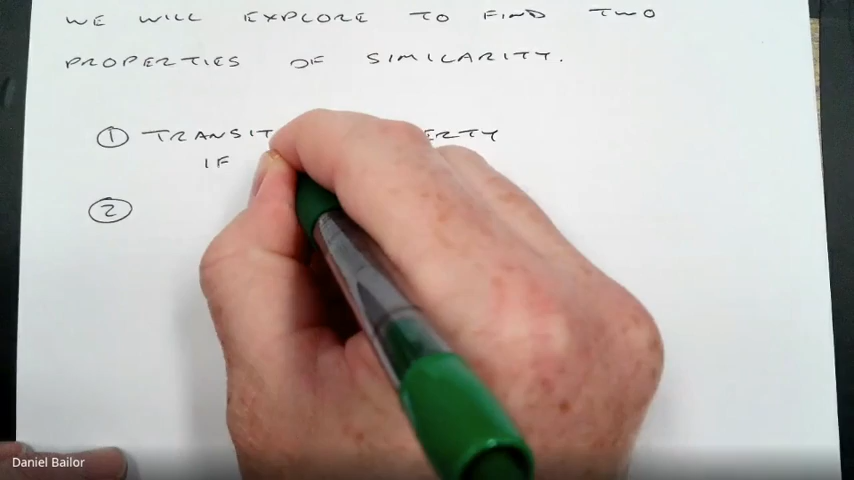 WE WILL EXPLORE TO FIND TWO
PROPERTIES OF SIMILARITY.
① TRANSIT ERTY
IF
②
Daniel Bailor